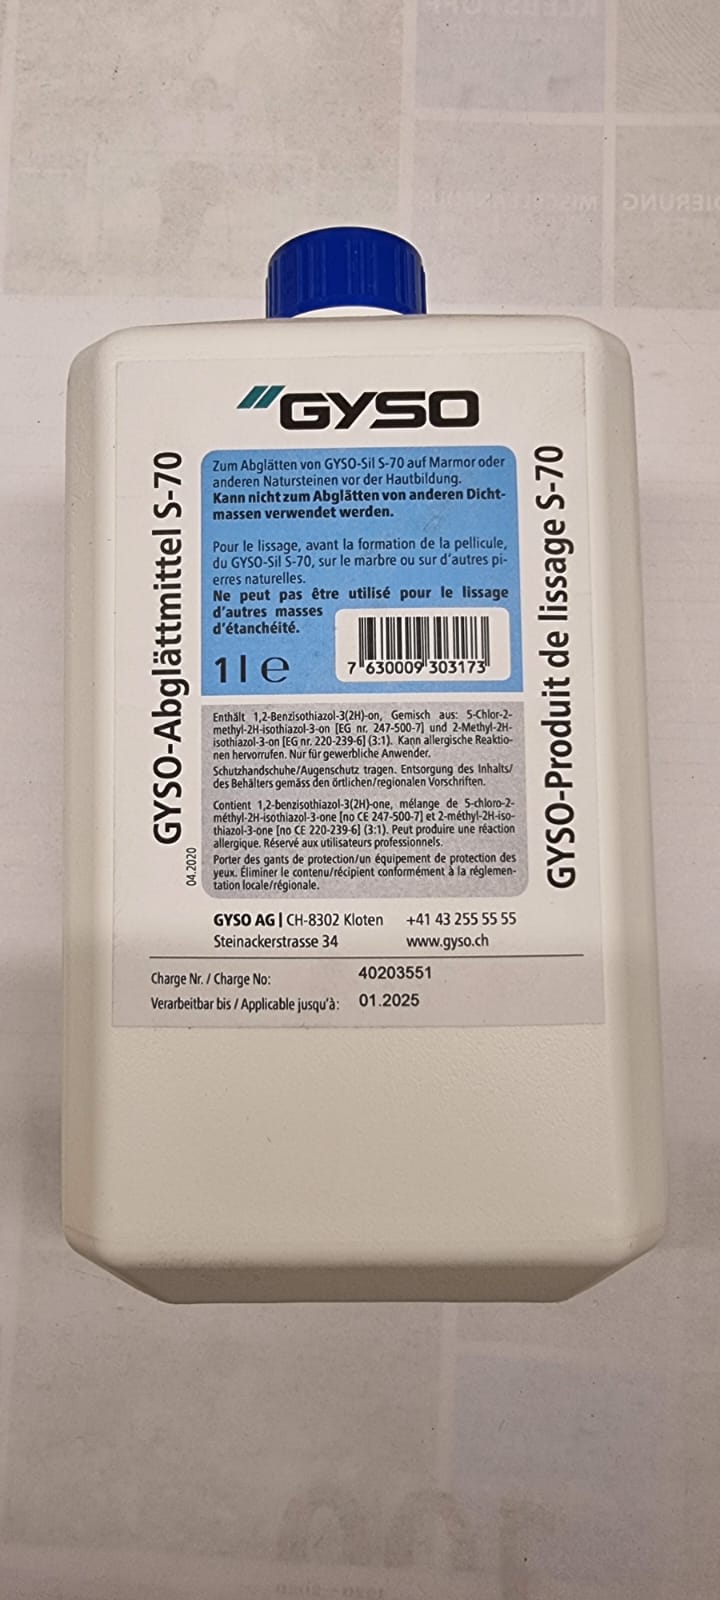 GYSO
GYSO-Abglättmittel S-70
04.2020
Zum Abglätten von GYSO-Sil S-70 auf Marmor oder
anderen Natursteinen vor der Hautbildung.
Kann nicht zum Abglätten von anderen Dicht-
massen verwendet werden.
Pour le lissage, avant la formation de la pellicule,
du GYSO-Sil S-70, sur le marbre ou sur d'autres pi-
erres naturelles.
Ne peut pas être utilisé pour le lissage
d'autres masses
d'étanchéité.
1 l e
7 630009 303173
Enthält 1,2-Benzisothiazol-3(2H)-on, Gemisch aus: 5-Chlor-2-
methyl-2H-isothiazol-3-on [EG nr. 247-500-7] und 2-Methyl-2H-
isothiazol-3-on [EG nr. 220-239-6] (3:1). Kann allergische Reaktio-
nen hervorrufen. Nur für gewerbliche Anwender.
Schutzhandschuhe/Augenschutz tragen. Entsorgung des Inhalts/
des Behälters gemäss den örtlichen/regionalen Vorschriften.
Contient 1,2-benzisothiazol-3(2H)-one, mélange de 5-chloro-2-
méthyl-2H-isothiazol-3-one [no CE 247-500-7] et 2-méthyl-2H-iso-
thiazol-3-one [no CE 220-239-6] (3:1). Peut produire une réaction
allergique. Réservé aux utilisateurs professionnels.
Porter des gants de protection/un équipement de protection des
yeux. Éliminer le contenu/récipient conformément à la réglemen-
tation locale/régionale.
GYSO-Produit de lissage S-70
GYSO AG | CH-8302 Kloten +41 43 255 55 55
Steinackerstrasse 34 www.gyso.ch
Charge Nr. / Charge No: 40203551
Verarbeitbar bis / Applicable jusqu'à: 01.2025